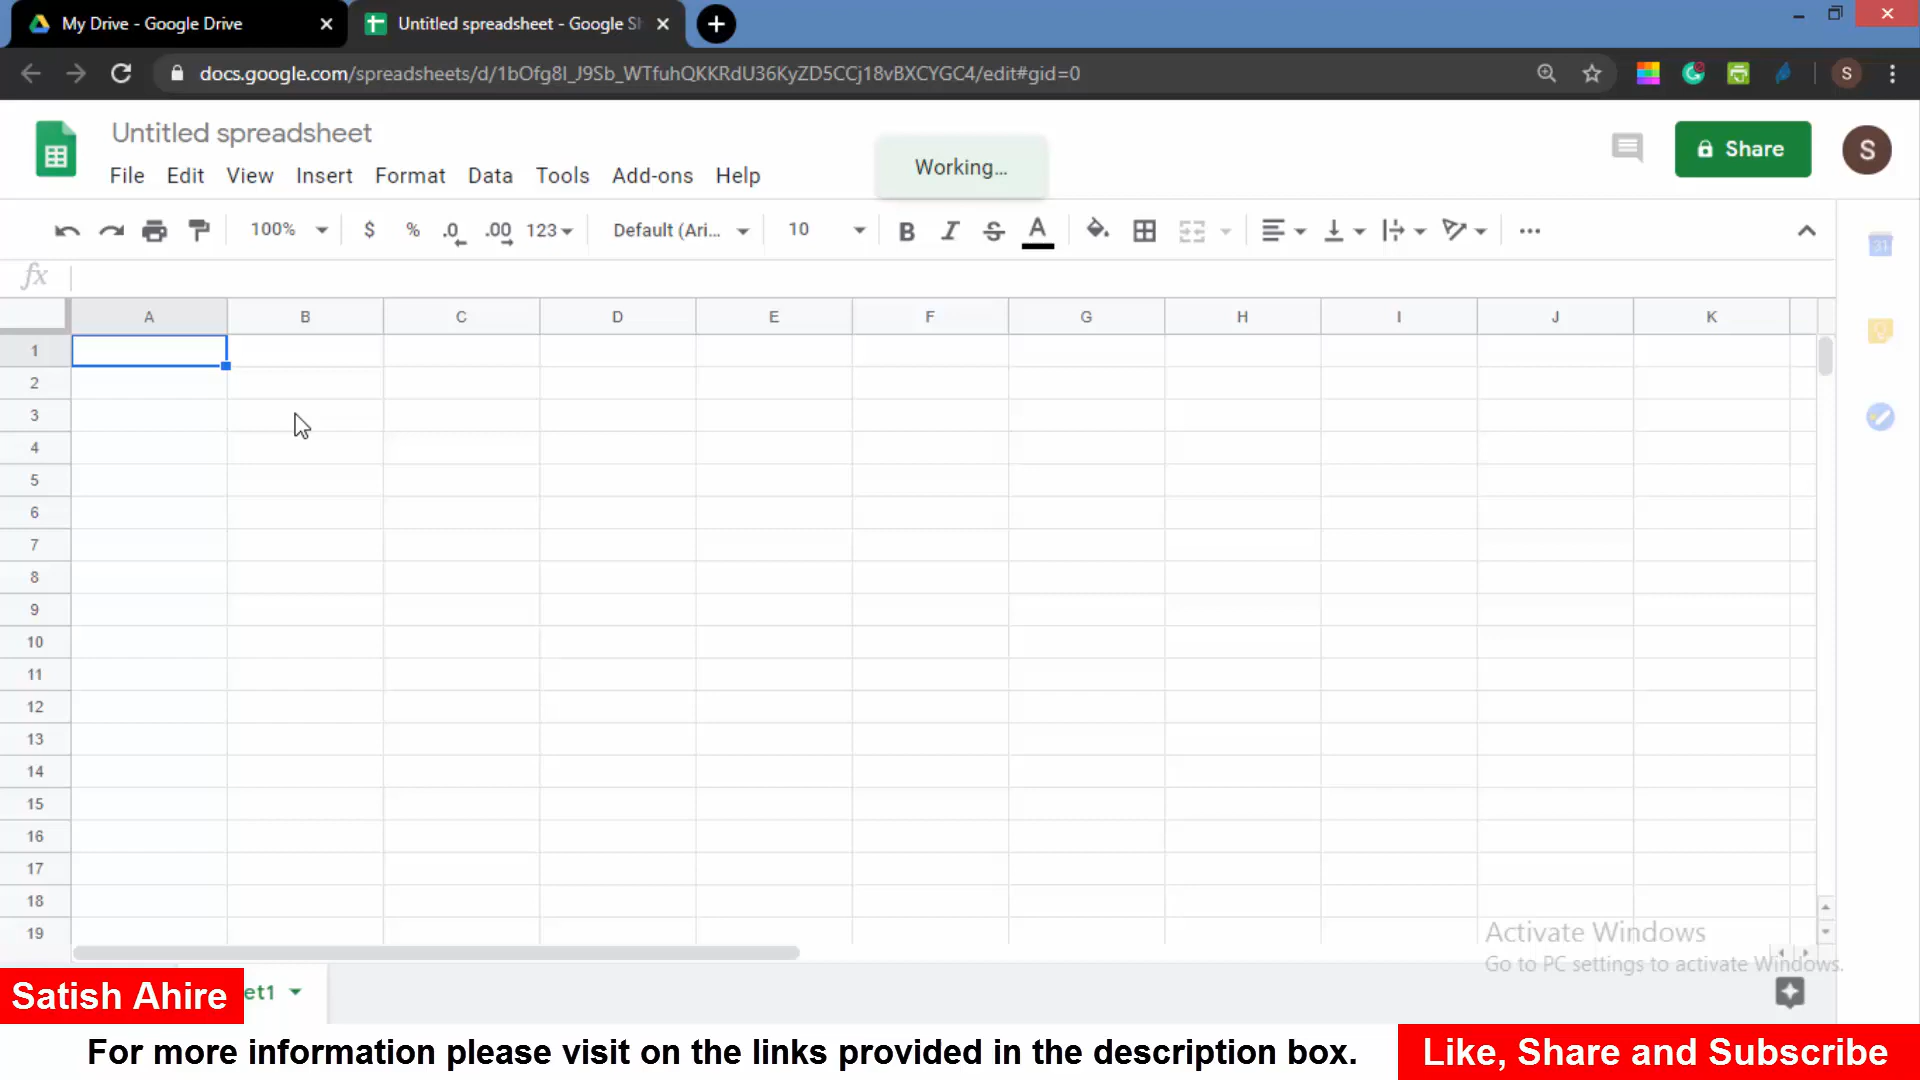 My Drive - Google Drive
Untitled spreadsheet - Google Sh
docs.google.com/spreadsheets/d/1bOfg8I_J9Sb_WTfuhQKKRdU36KyZD5CCj18vBXCYGC4/edit#gid=0
S
Untitled spreadsheet
File Edit View Insert Format Data Tools Add-ons Help
Working...
Share
S
100% $ % .0 .00 123 Default (Ari... 10 B I S A
31
fx
A B C D E F G H I J K
1
2
3
4
5
6
7
8
9
10
11
12
13
14
15
16
17
18
19
Activate Windows
Go to PC settings to activate Windows.
Satish Ahire
et1
For more information please visit on the links provided in the description box.
Like, Share and Subscribe